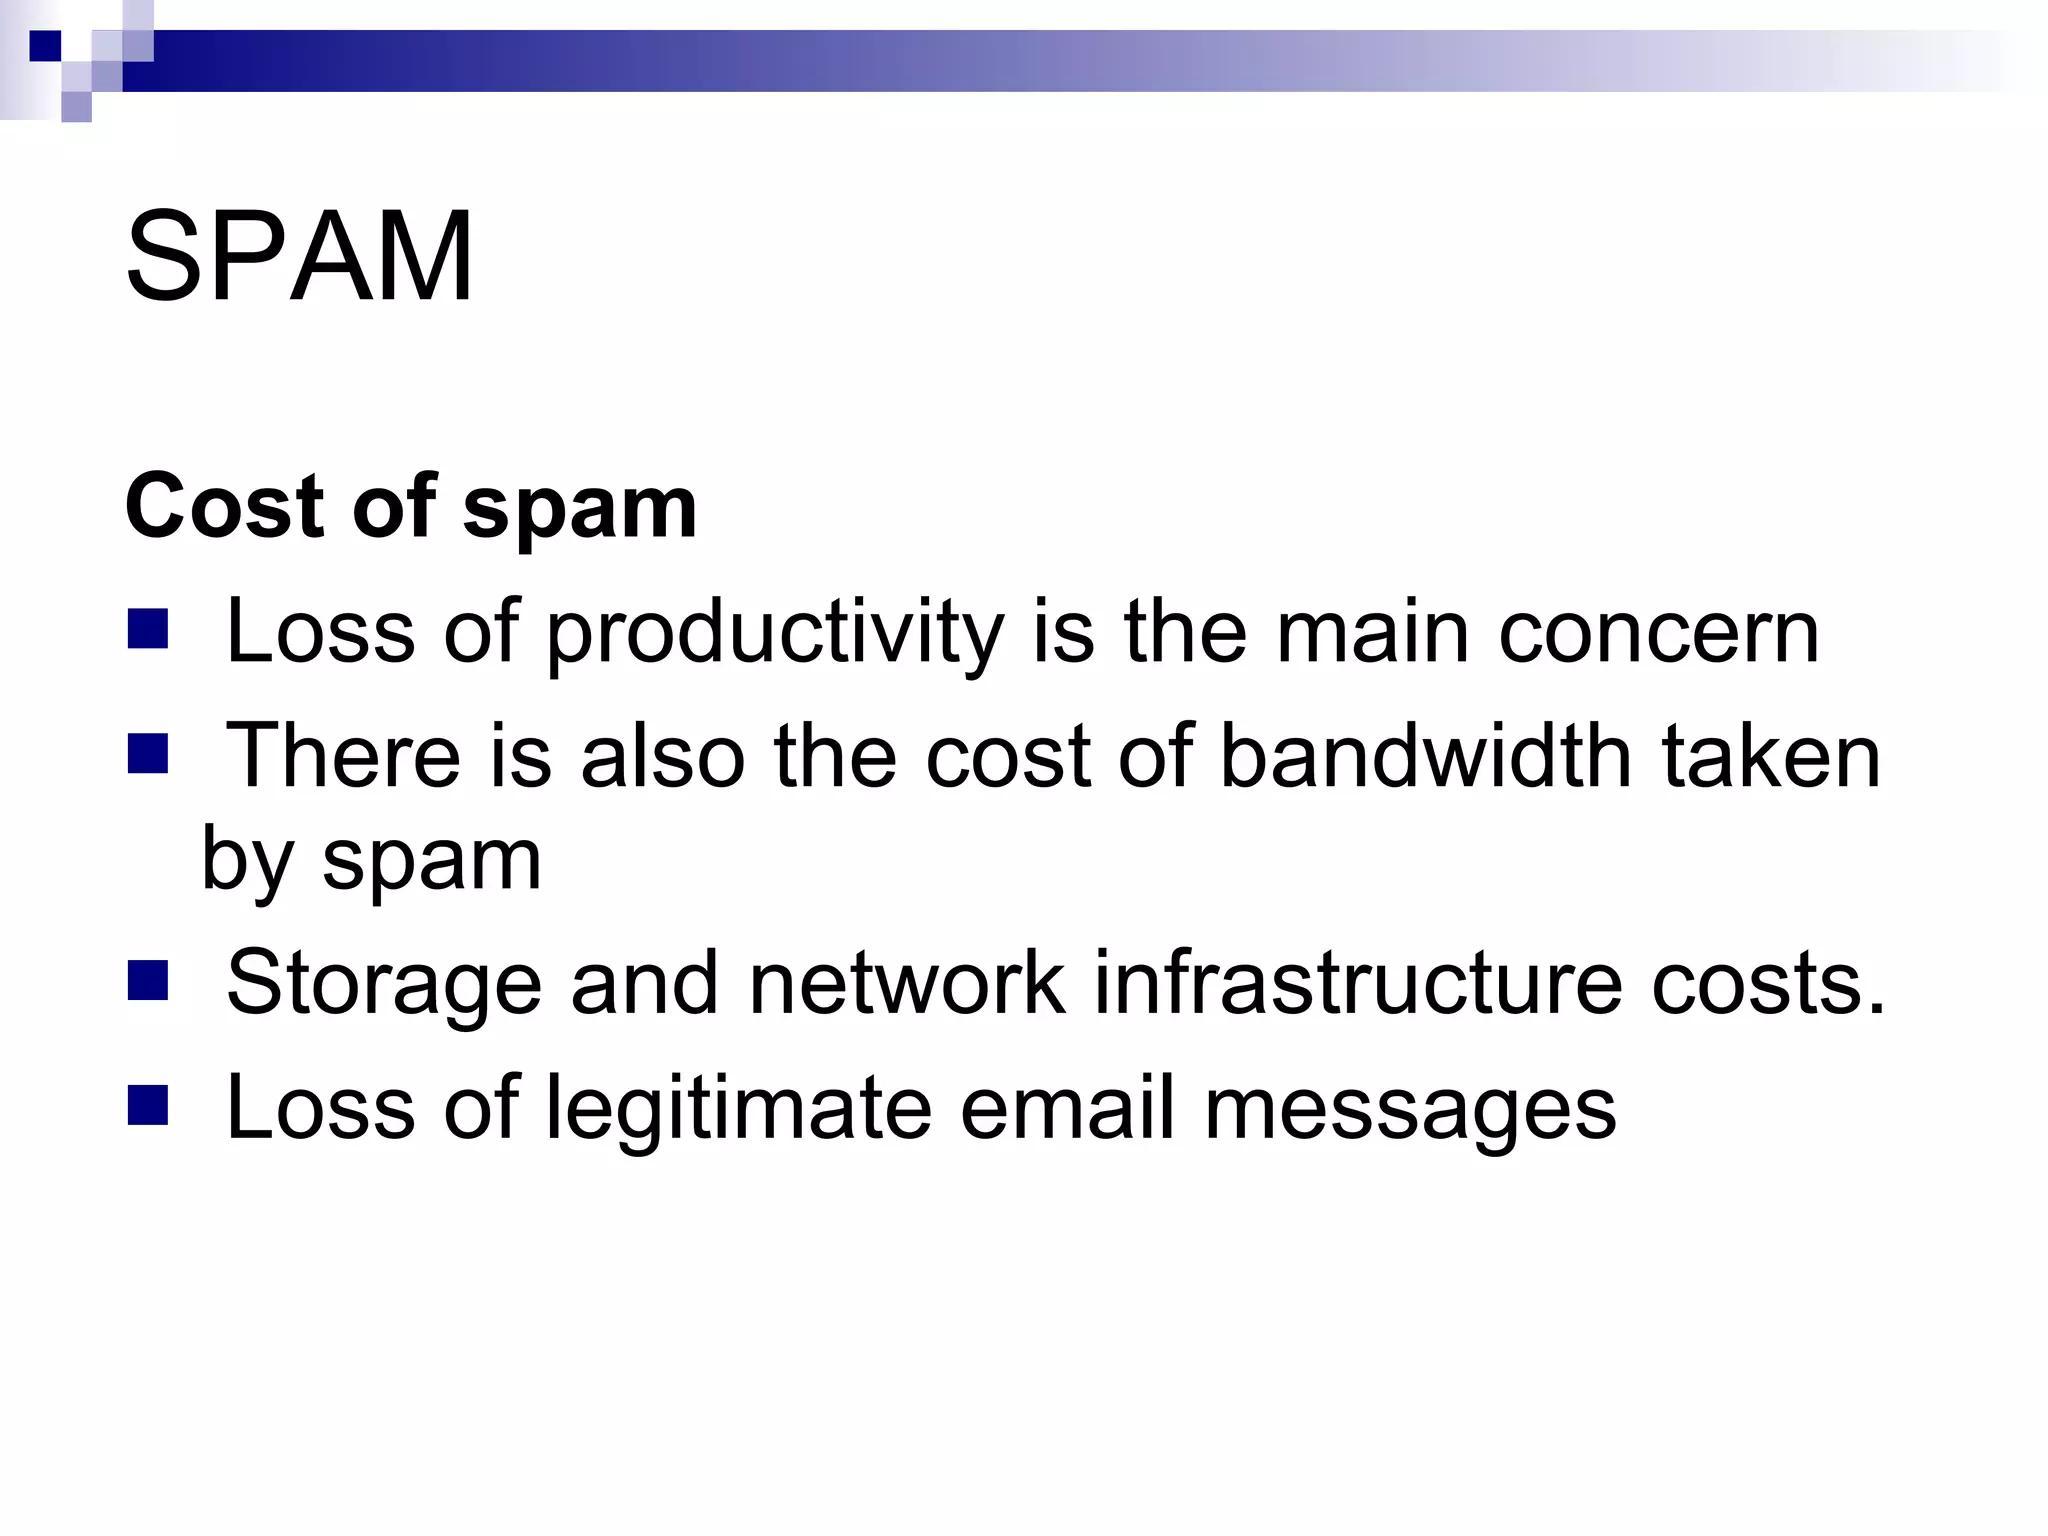 SPAM
Cost of spam
Loss of productivity is the main concern
There is also the cost of bandwidth taken
by spam
Storage and network infrastructure costs.
Loss of legitimate email messages